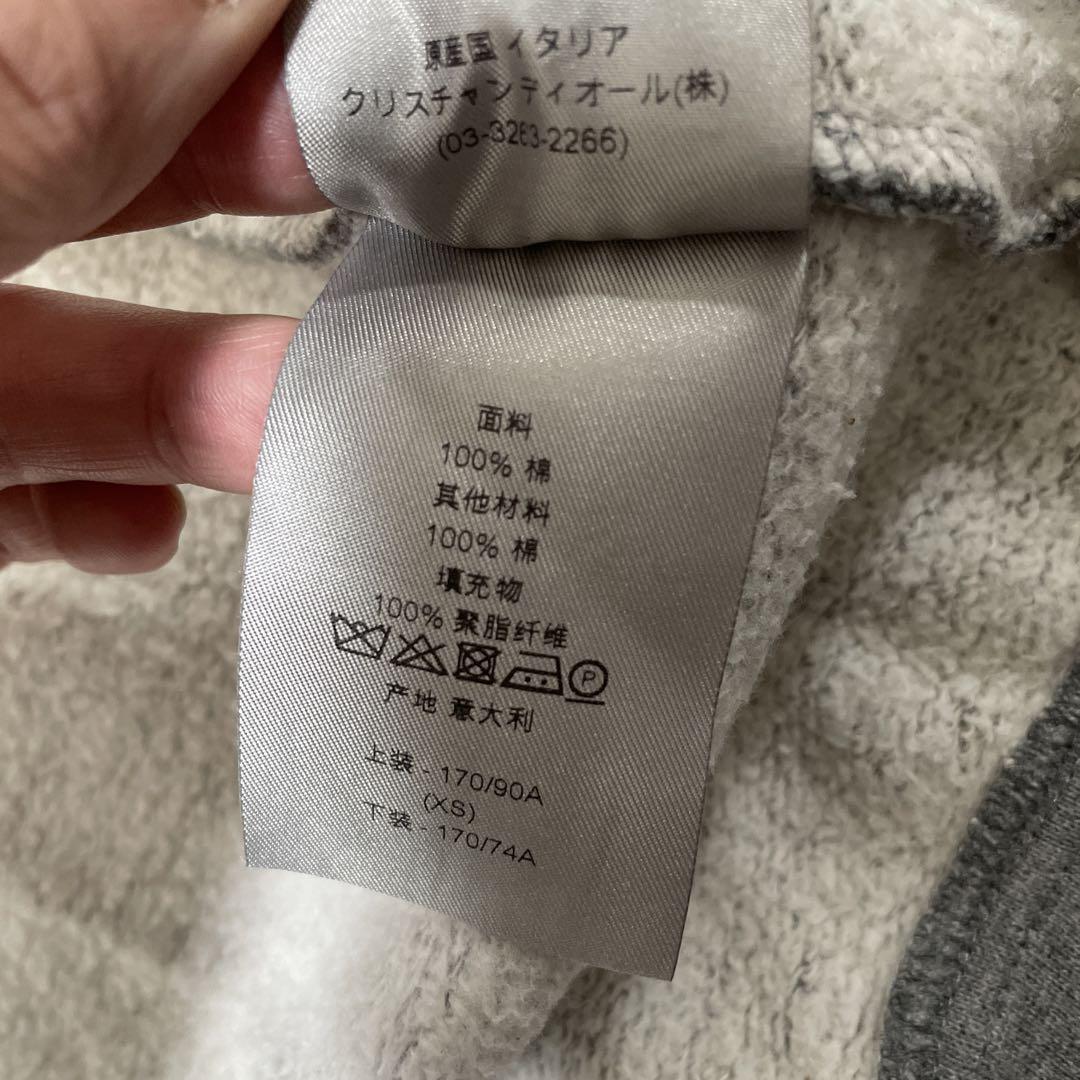 原産国 イタリア
クリスチャンディオール(株)
(03-3263-2266)
面料
100% 棉
其他材料
100% 棉
填充物
100% 聚脂纤维
P
产地 意大利
上装 - 170/90A
(XS)
下装 - 170/74A